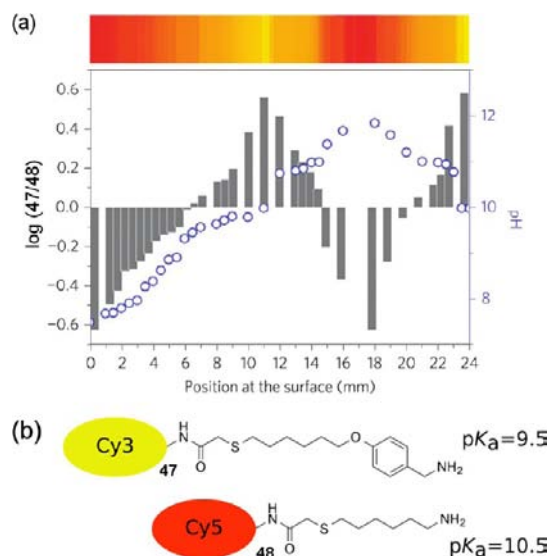 (a)
0.6
0.4
0.2
0.0
-0.2
-0.4
-0.6
log (47/48)
12
10
8
pH
0 2 4 6 8 10 12 14 16 18 20 22 24
Position at the surface (mm)
(b)
Cy3
47
H
N
O
S
O
NH2
pKa=9.5
Cy5
48
H
N
O
S
NH2
pKa=10.5